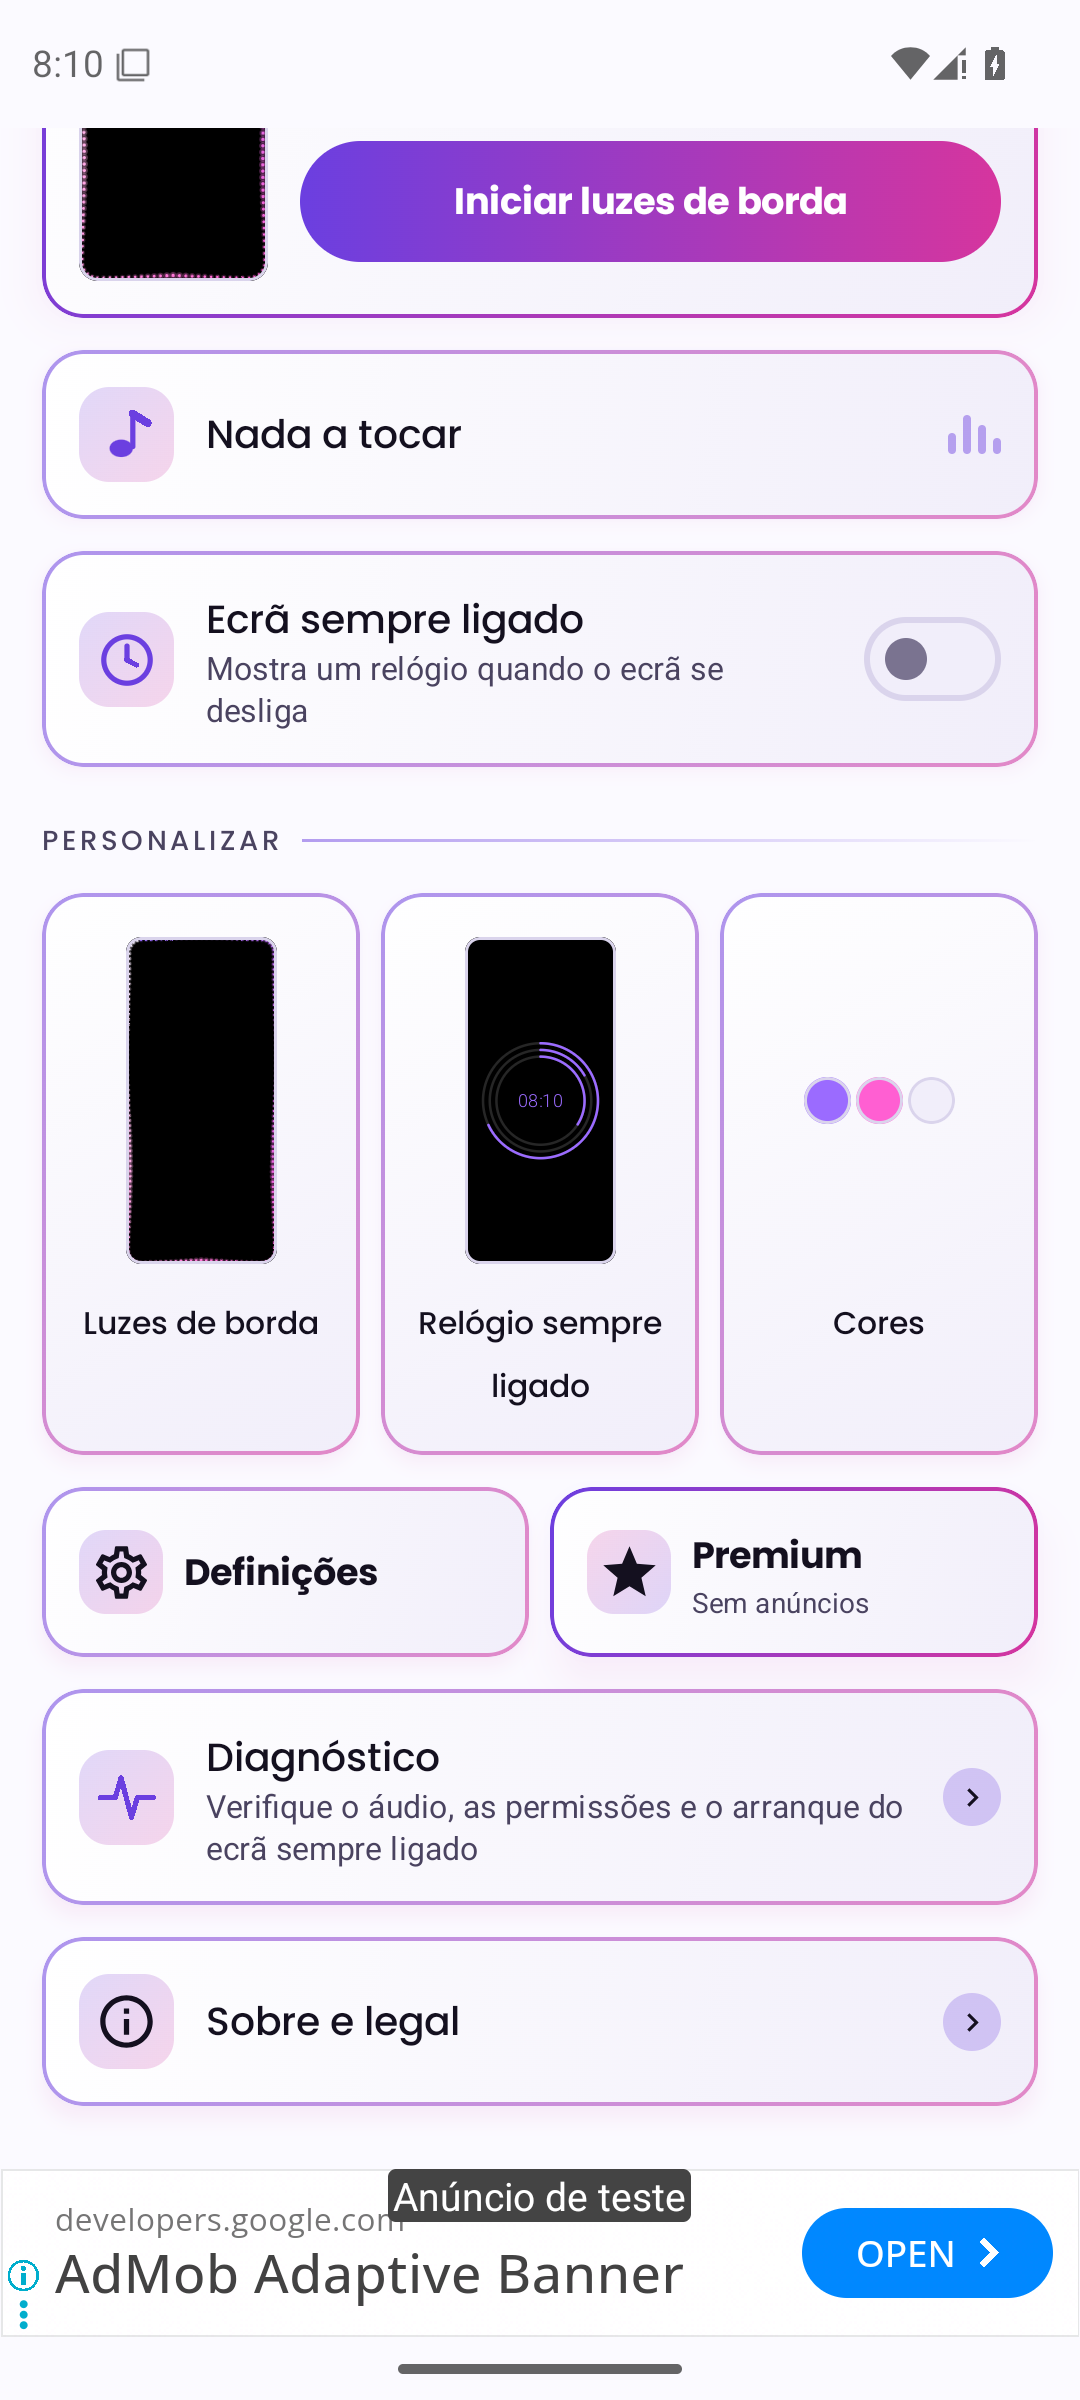 8:10
Iniciar luzes de borda
Nada a tocar
Ecrã sempre ligado
Mostra um relógio quando o ecrã se
desliga
PERSONALIZAR
08:10
Luzes de borda
Relógio sempre
ligado
Cores
Definições
Premium
Sem anúncios
Diagnóstico
Verifique o áudio, as permissões e o arranque do
ecrã sempre ligado
Sobre e legal
Anúncio de teste
developers.google.com
AdMob Adaptive Banner
OPEN